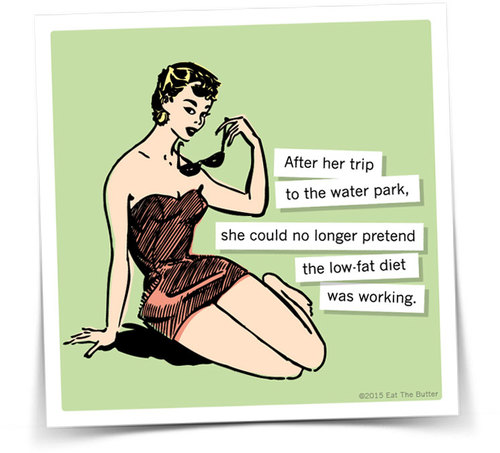 After her trip
to the water park,
she could no longer pretend
the low-fat diet
was working.
©2015 Eat The Butter